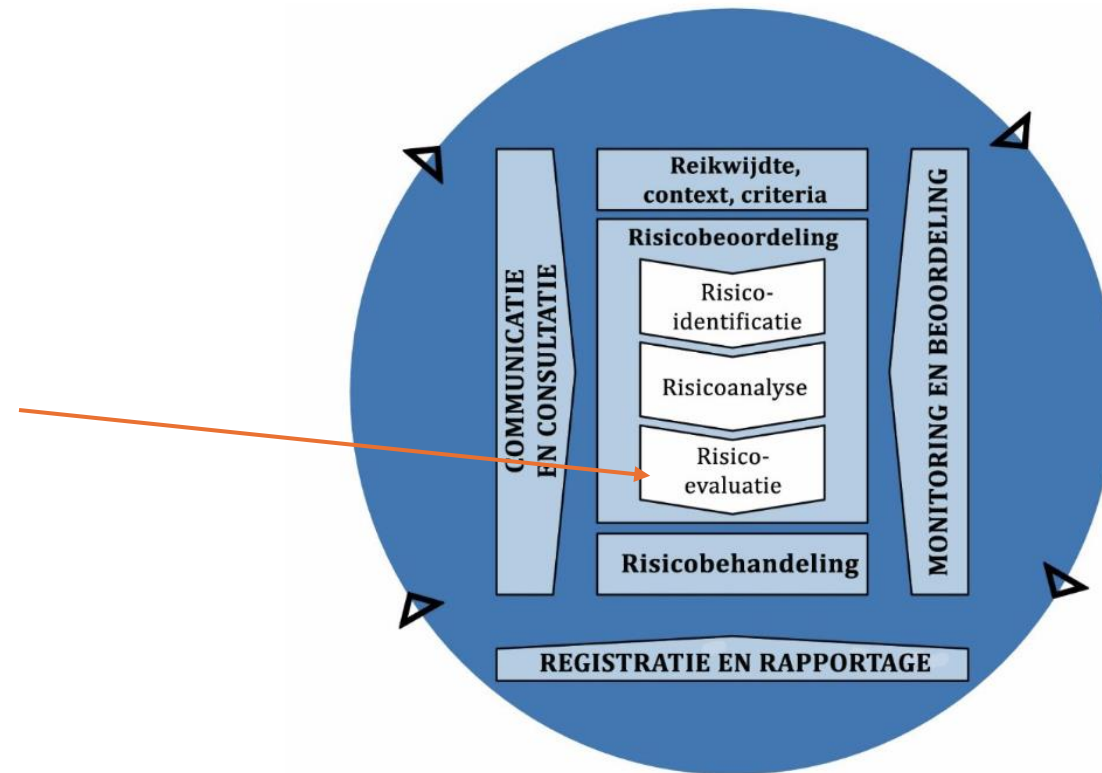 Reikwijdte,
context, criteria
Risicobeoordeling
Risico-
identificatie
Risicoanalyse
Risico-
evaluatie
Risicobehandeling
COMMUNICATIE
EN CONSULTATIE
MONITORING EN BEOORDELING
REGISTRATIE EN RAPPORTAGE